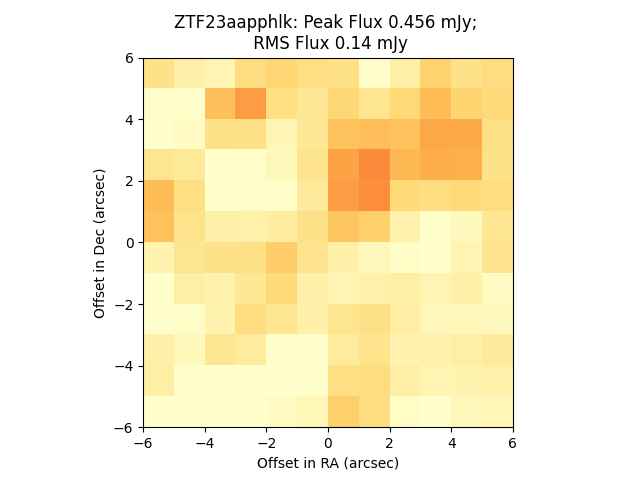 ZTF23aapphlk: Peak Flux 0.456 mJy;
RMS Flux 0.14 mJy
6
4
2
0
−2
−4
−6
Offset in Dec (arcsec)
−6 −4 −2 0 2 4 6
Offset in RA (arcsec)